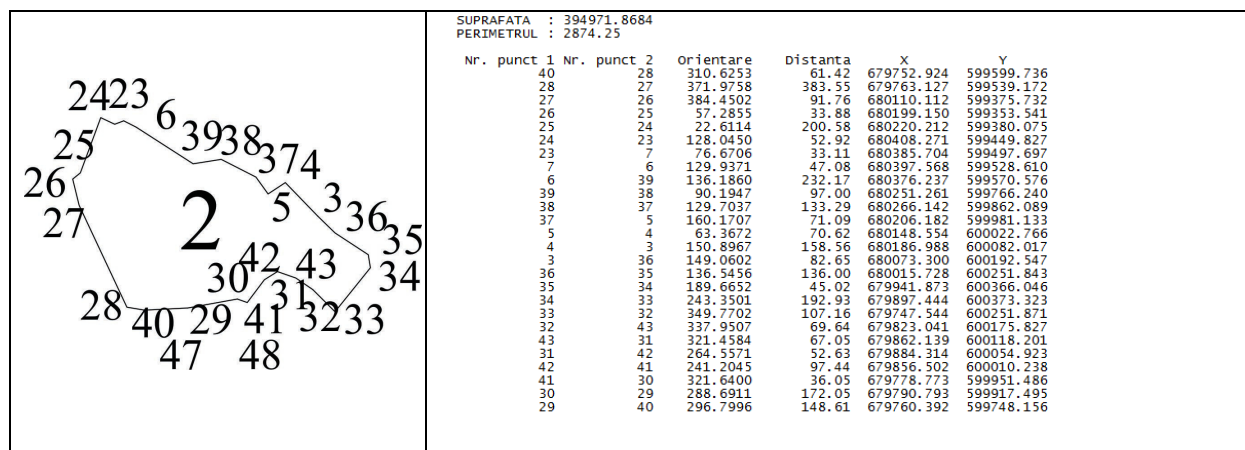 24 23
6
39 38
37 4
25
3
26
5
36
27
2
35
42 43
34
30
31
28
40 29 41 32 33
47 48
SUPRAFATA : 394971.8684
PERIMETRUL : 2874.25
Nr. punct 1 Nr. punct 2 Orientare Distanta X Y
40 28 310.6253 61.42 679752.924 599599.736
28 27 371.9758 383.55 679763.127 599539.172
27 26 384.4502 91.76 680110.112 599375.732
26 25 57.2855 33.88 680199.150 599353.541
25 24 22.6114 200.58 680220.212 599380.075
24 23 128.0450 52.92 680408.271 599449.827
23 7 76.6706 33.11 680385.704 599497.697
7 6 129.9371 47.08 680397.568 599528.610
6 39 136.1860 232.17 680376.237 599570.576
39 38 90.1947 97.00 680251.261 599766.240
38 37 129.7037 133.29 680266.142 599862.089
37 5 160.1707 71.09 680206.182 599981.133
5 4 63.3672 70.62 680148.554 600022.766
4 3 150.8967 158.56 680186.988 600082.017
3 36 149.0602 82.65 680073.300 600192.547
36 35 136.5456 136.00 680015.728 600251.843
35 34 189.6652 45.02 679941.873 600366.046
34 33 243.3501 192.93 679897.444 600373.323
33 32 349.7702 107.16 679747.544 600251.871
32 43 337.9507 69.64 679823.041 600175.827
43 31 321.4584 67.05 679862.139 600118.201
31 42 264.5571 52.63 679884.314 600054.923
42 41 241.2045 97.44 679856.502 600010.238
41 30 321.6400 36.05 679778.773 599951.486
30 29 288.6911 172.05 679790.793 599917.495
29 40 296.7996 148.61 679760.392 599748.156